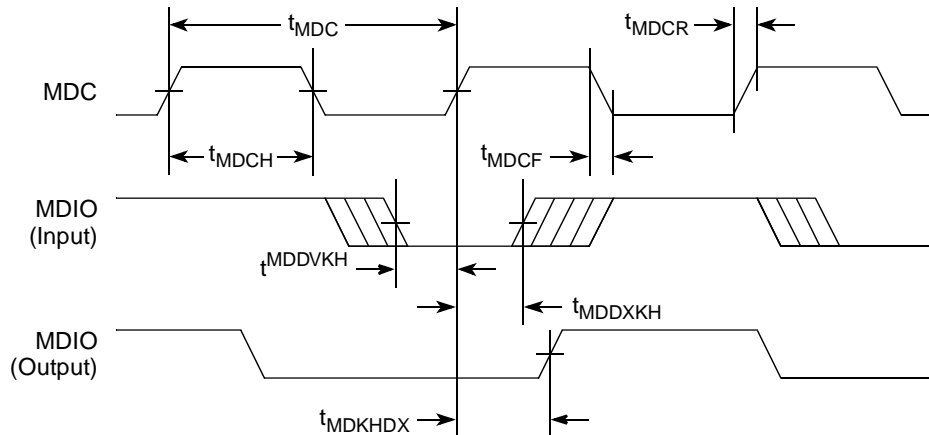 tMDC
tMDCR
MDC
tMDCH
tMDCF
MDIO
(Input)
tMDDVKH
tMDDXKH
MDIO
(Output)
tMDKHDX